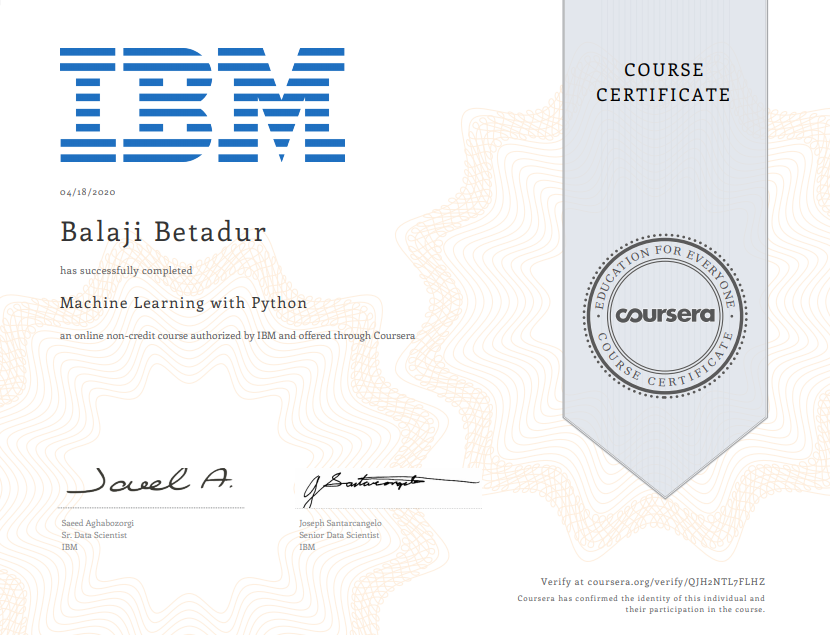 IBM
COURSE
CERTIFICATE
04/18/2020
Balaji Betadur
has successfully completed
Machine Learning with Python
an online non-credit course authorized by IBM and offered through Coursera
EDUCATION FOR EVERYONE
coursera
COURSE CERTIFICATE
Saeed Aghabozorgi
Sr. Data Scientist
IBM
Joseph Santarcangelo
Senior Data Scientist
IBM
Verify at coursera.org/verify/QJH2NTL7FLHZ
Coursera has confirmed the identity of this individual and
their participation in the course.